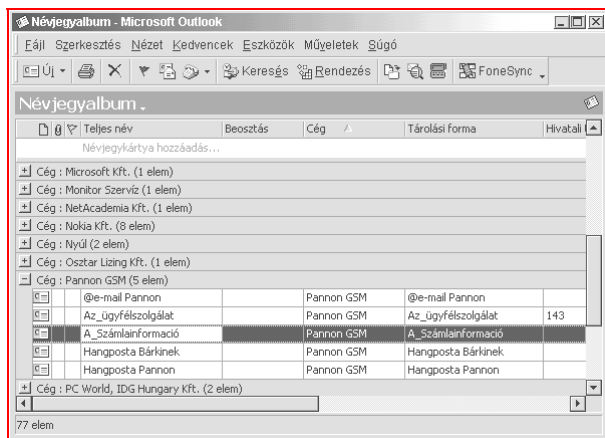 Névjegyalbum - Microsoft Outlook
Fájl Szerkesztés Nézet Kedvencek Eszközök Műveletek Súgó
Új Keresés Rendezés FoneSync
Névjegyalbum .
Teljes név Beosztás Cég Tárolási forma Hivatali
Névjegykártya hozzáadás...
Cég : Microsoft Kft. (1 elem)
Cég : Monitor Szervíz (1 elem)
Cég : NetAcademia Kft. (1 elem)
Cég : Nokia Kft. (8 elem)
Cég : Nyúl (2 elem)
Cég : Osztar Lizing Kft. (1 elem)
Cég : Pannon GSM (5 elem)
@e-mail Pannon Pannon GSM @e-mail Pannon
Az_ügyfélszolgálat Pannon GSM Az_ügyfélszolgálat 143
A_Számlainformació Pannon GSM A_Számlainformació
Hangposta Bárkinek Pannon GSM Hangposta Bárkinek
Hangposta Pannon Pannon GSM Hangposta Pannon
Cég : PC World, IDG Hungary Kft. (2 elem)
77 elem